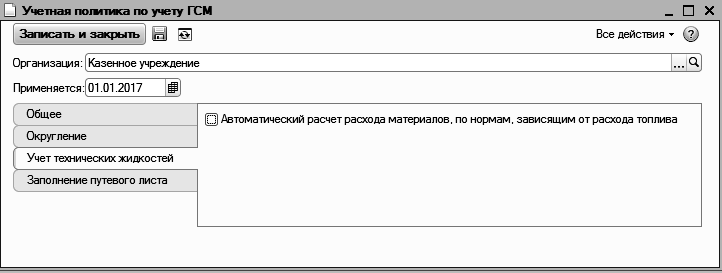 Учетная политика по учету ГСМ
Записать и закрыть Все действия ?
Организация: Казенное учреждение ...
Применяется: 01.01.2017
Общее
Автоматический расчет расхода материалов, по нормам, зависящим от расхода топлива
Округление
Учет технических жидкостей
Заполнение путевого листа